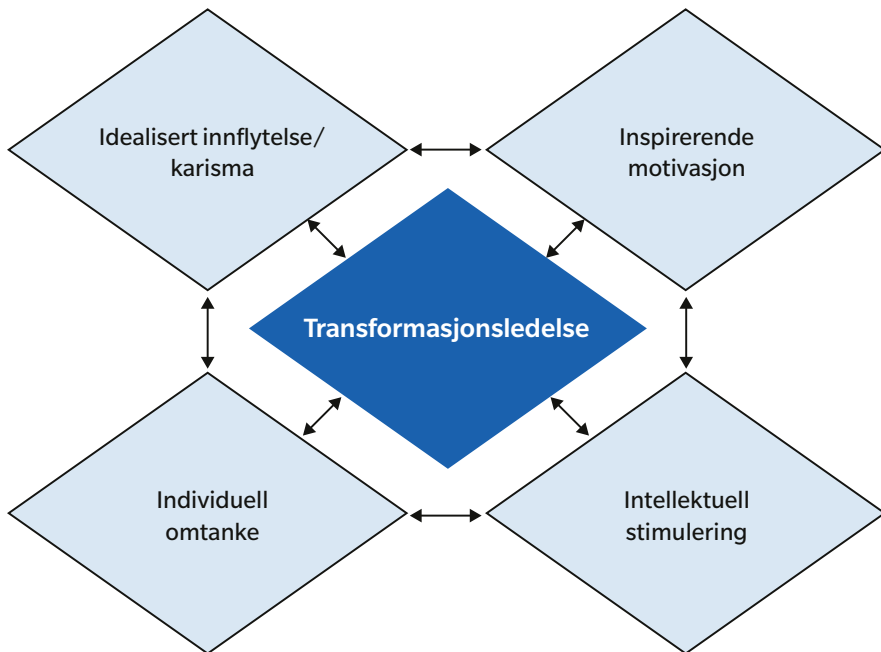 Idealisert innflytelse/
karisma
Inspirerende
motivasjon
Transformasjonsledelse
Individuell
omtanke
Intellektuell
stimulering